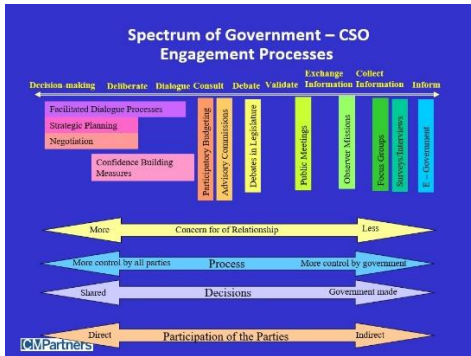 Spectrum of Government – CSO
Engagement Processes
Decision-making Deliberate Dialogue Consult Debate Validate Exchange Information Collect Information Inform
Facilitated Dialogue Processes
Strategic Planning
Negotiation
Confidence Building
Measures
Participatory Budgeting
Advisory Commissions
Debates in Legislature
Public Meetings
Observer Missions
Focus Groups
Surveys/Interviews
E – Government
More Concern for of Relationship Less
More control by all parties Process More control by government
Shared Decisions Government made
Direct Participation of the Parties Indirect
CMPartners